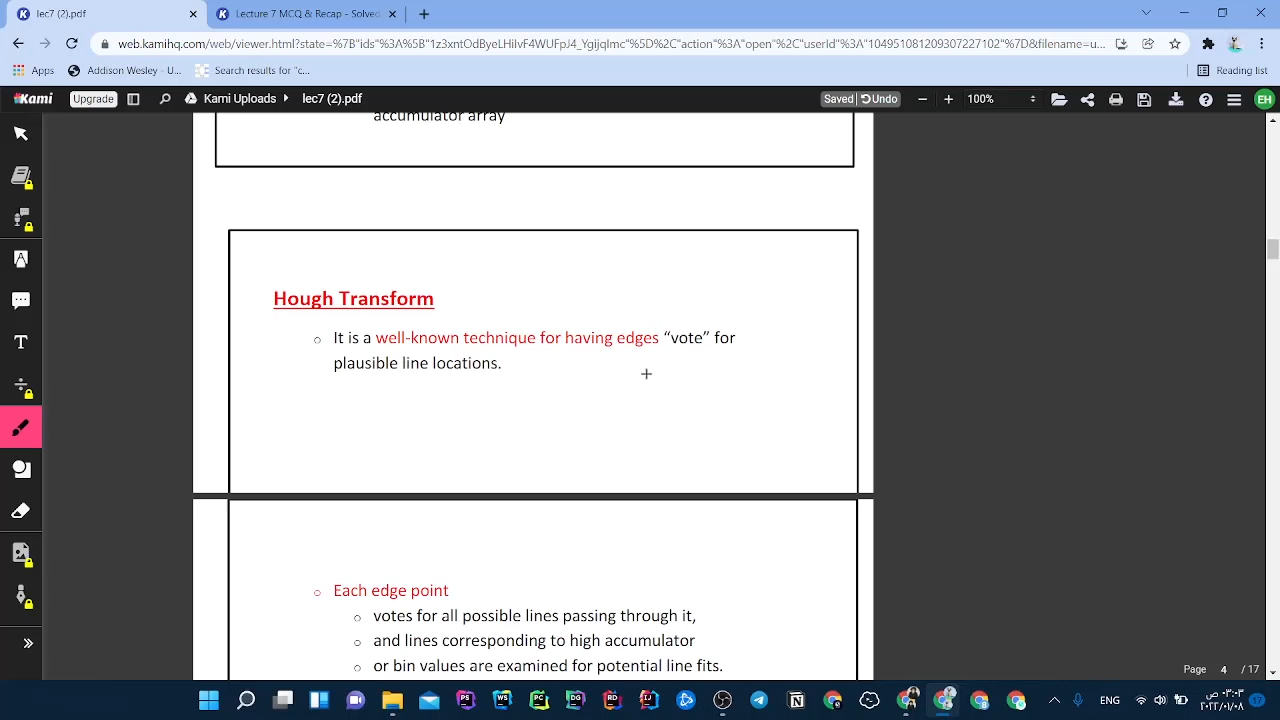 lec7 (2).pdf
Lecture 7 MCQ & Recap - Solved
web.kamihq.com/web/viewer.html?state=%7B"ids"%3A%5B"1z3xntOdByeLHiIvF4WUFpJ4_YgijqImc"%5D%2C"action"%3A"open"%2C"userId"%3A"104951081209307227102"%7D&filename=u...
Apps
Addison Wesley - U...
Search results for "c...
Reading list
Kami
Upgrade
Kami Uploads
lec7 (2).pdf
Saved
Undo
100%
EH
accumulator array
Hough Transform
It is a well-known technique for having edges “vote” for
plausible line locations.
Each edge point
votes for all possible lines passing through it,
and lines corresponding to high accumulator
or bin values are examined for potential line fits.
Page 4 / 17
ENG